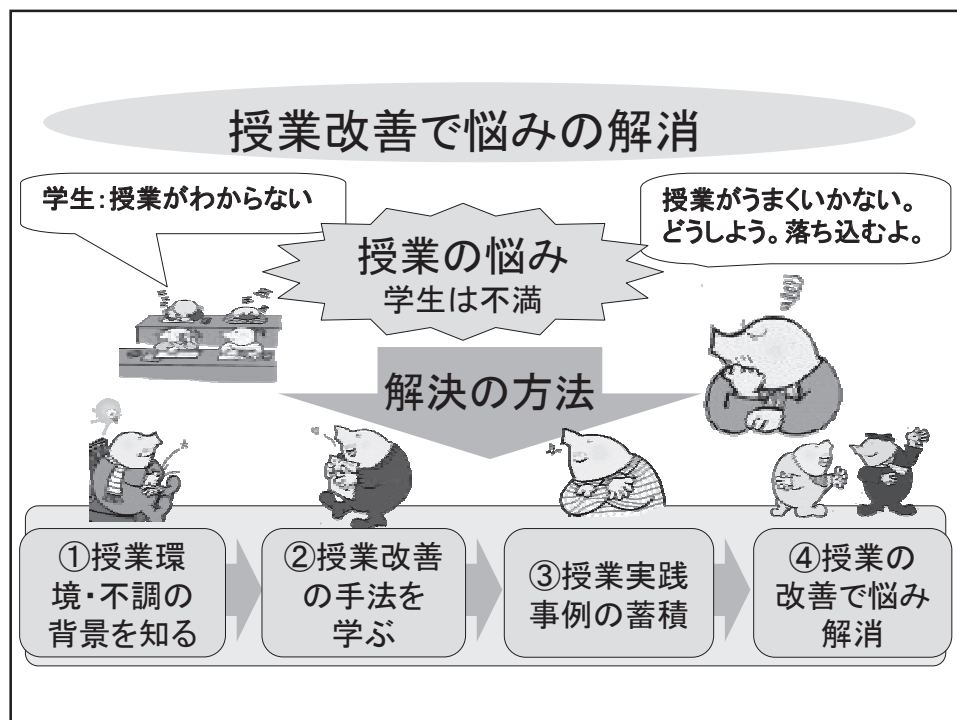 授業改善で悩みの解消
学生:授業がわからない
授業がうまくいかない。
どうしよう。落ち込むよ。
授業の悩み
学生は不満
解決の方法
①授業環
境・不調の
背景を知る
②授業改善
の手法を
学ぶ
③授業実践
事例の蓄積
④授業の
改善で悩み
解消